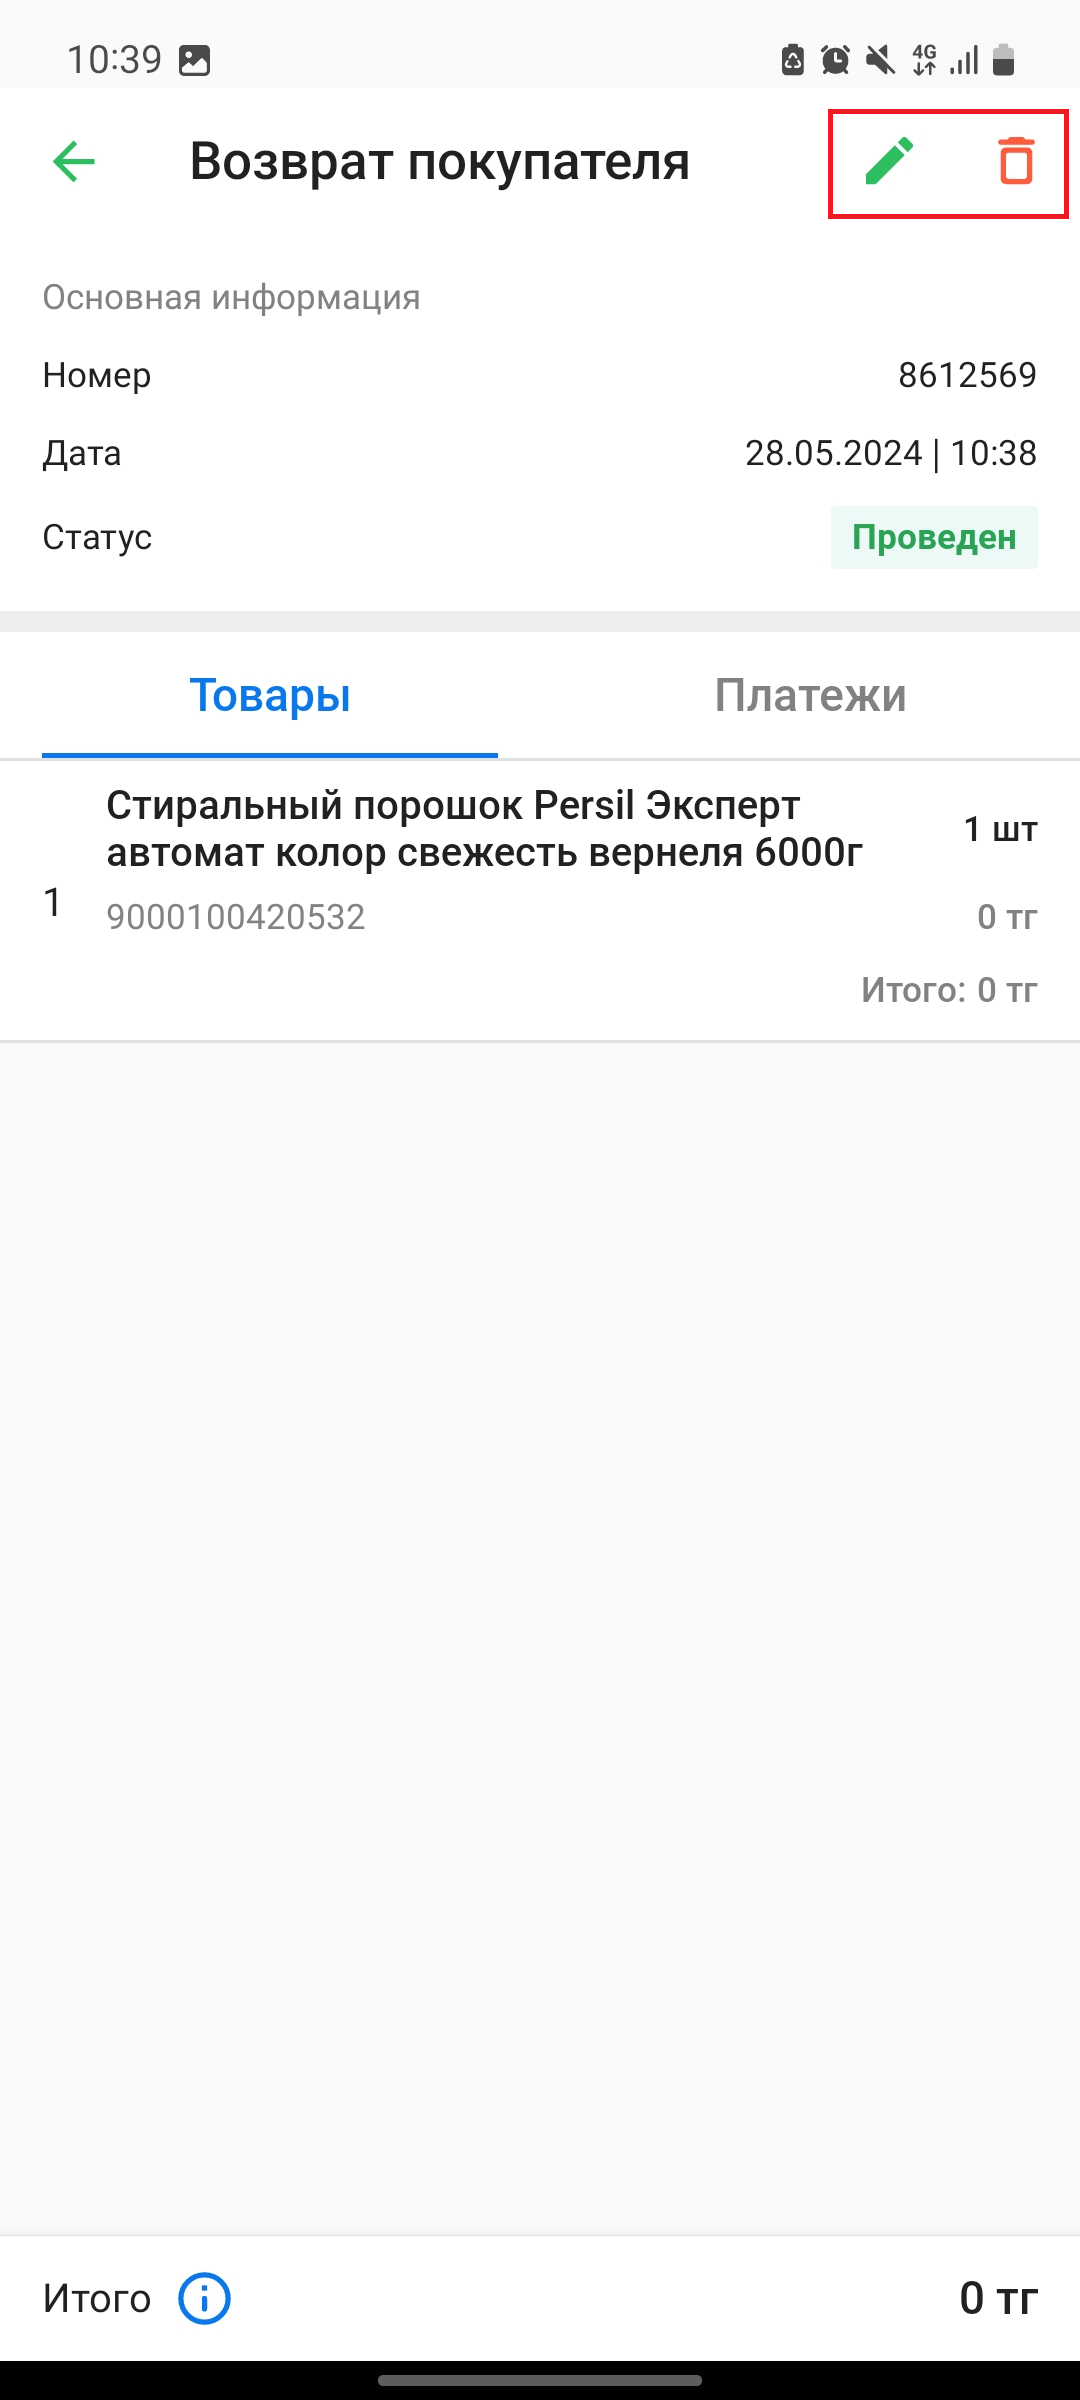 10:39
4G
Возврат покупателя
Основная информация
Номер 8612569
Дата 28.05.2024 | 10:38
Статус Проведен
Товары Платежи
Стиральный порошок Persil Эксперт
автомат колор свежесть вернеля 6000г
1 шт
1
9000100420532
0 тг
Итого: 0 тг
Итого 0 тг